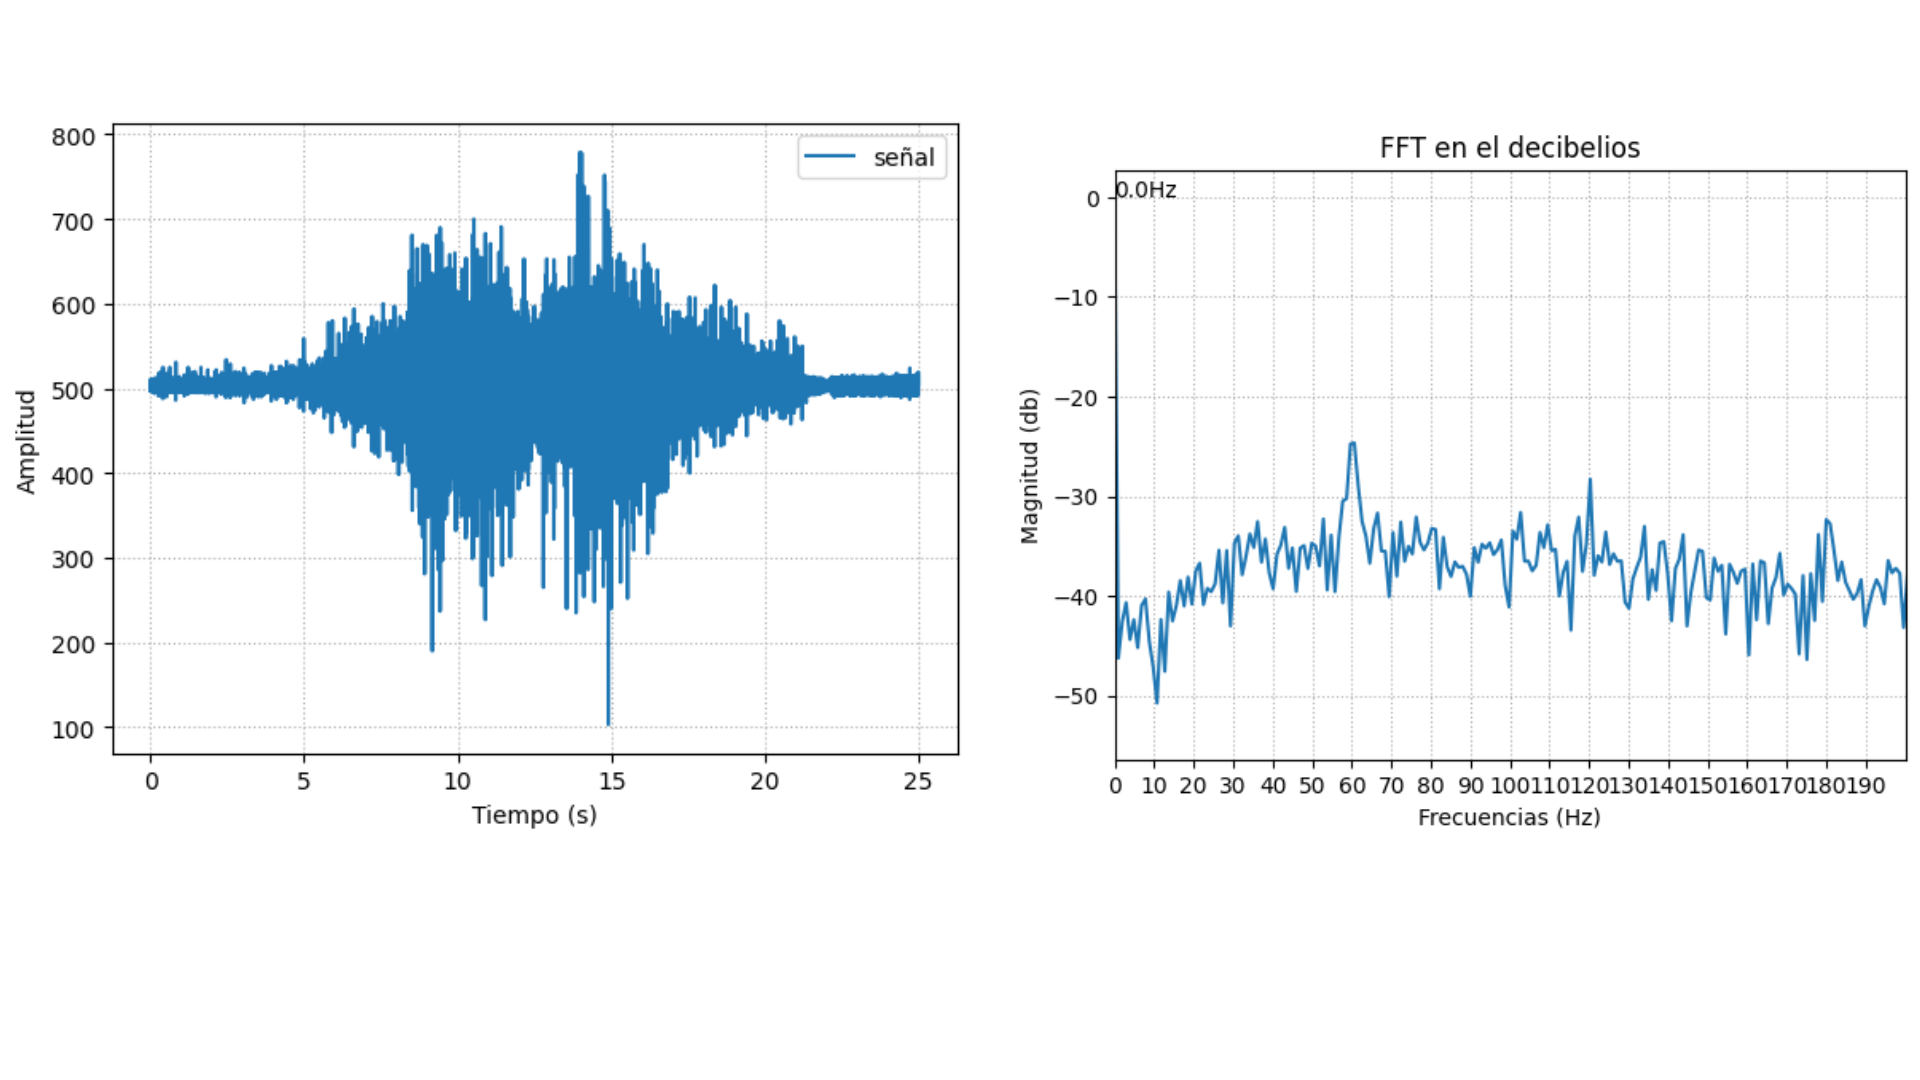 señal
800
700
600
500
400
300
200
100
Amplitud
0 5 10 15 20 25
Tiempo (s)
FFT en el decibelios
0.0Hz
0
−10
−20
−30
−40
−50
Magnitud (db)
0 10 20 30 40 50 60 70 80 90 100110120130140150160170180190
Frecuencias (Hz)